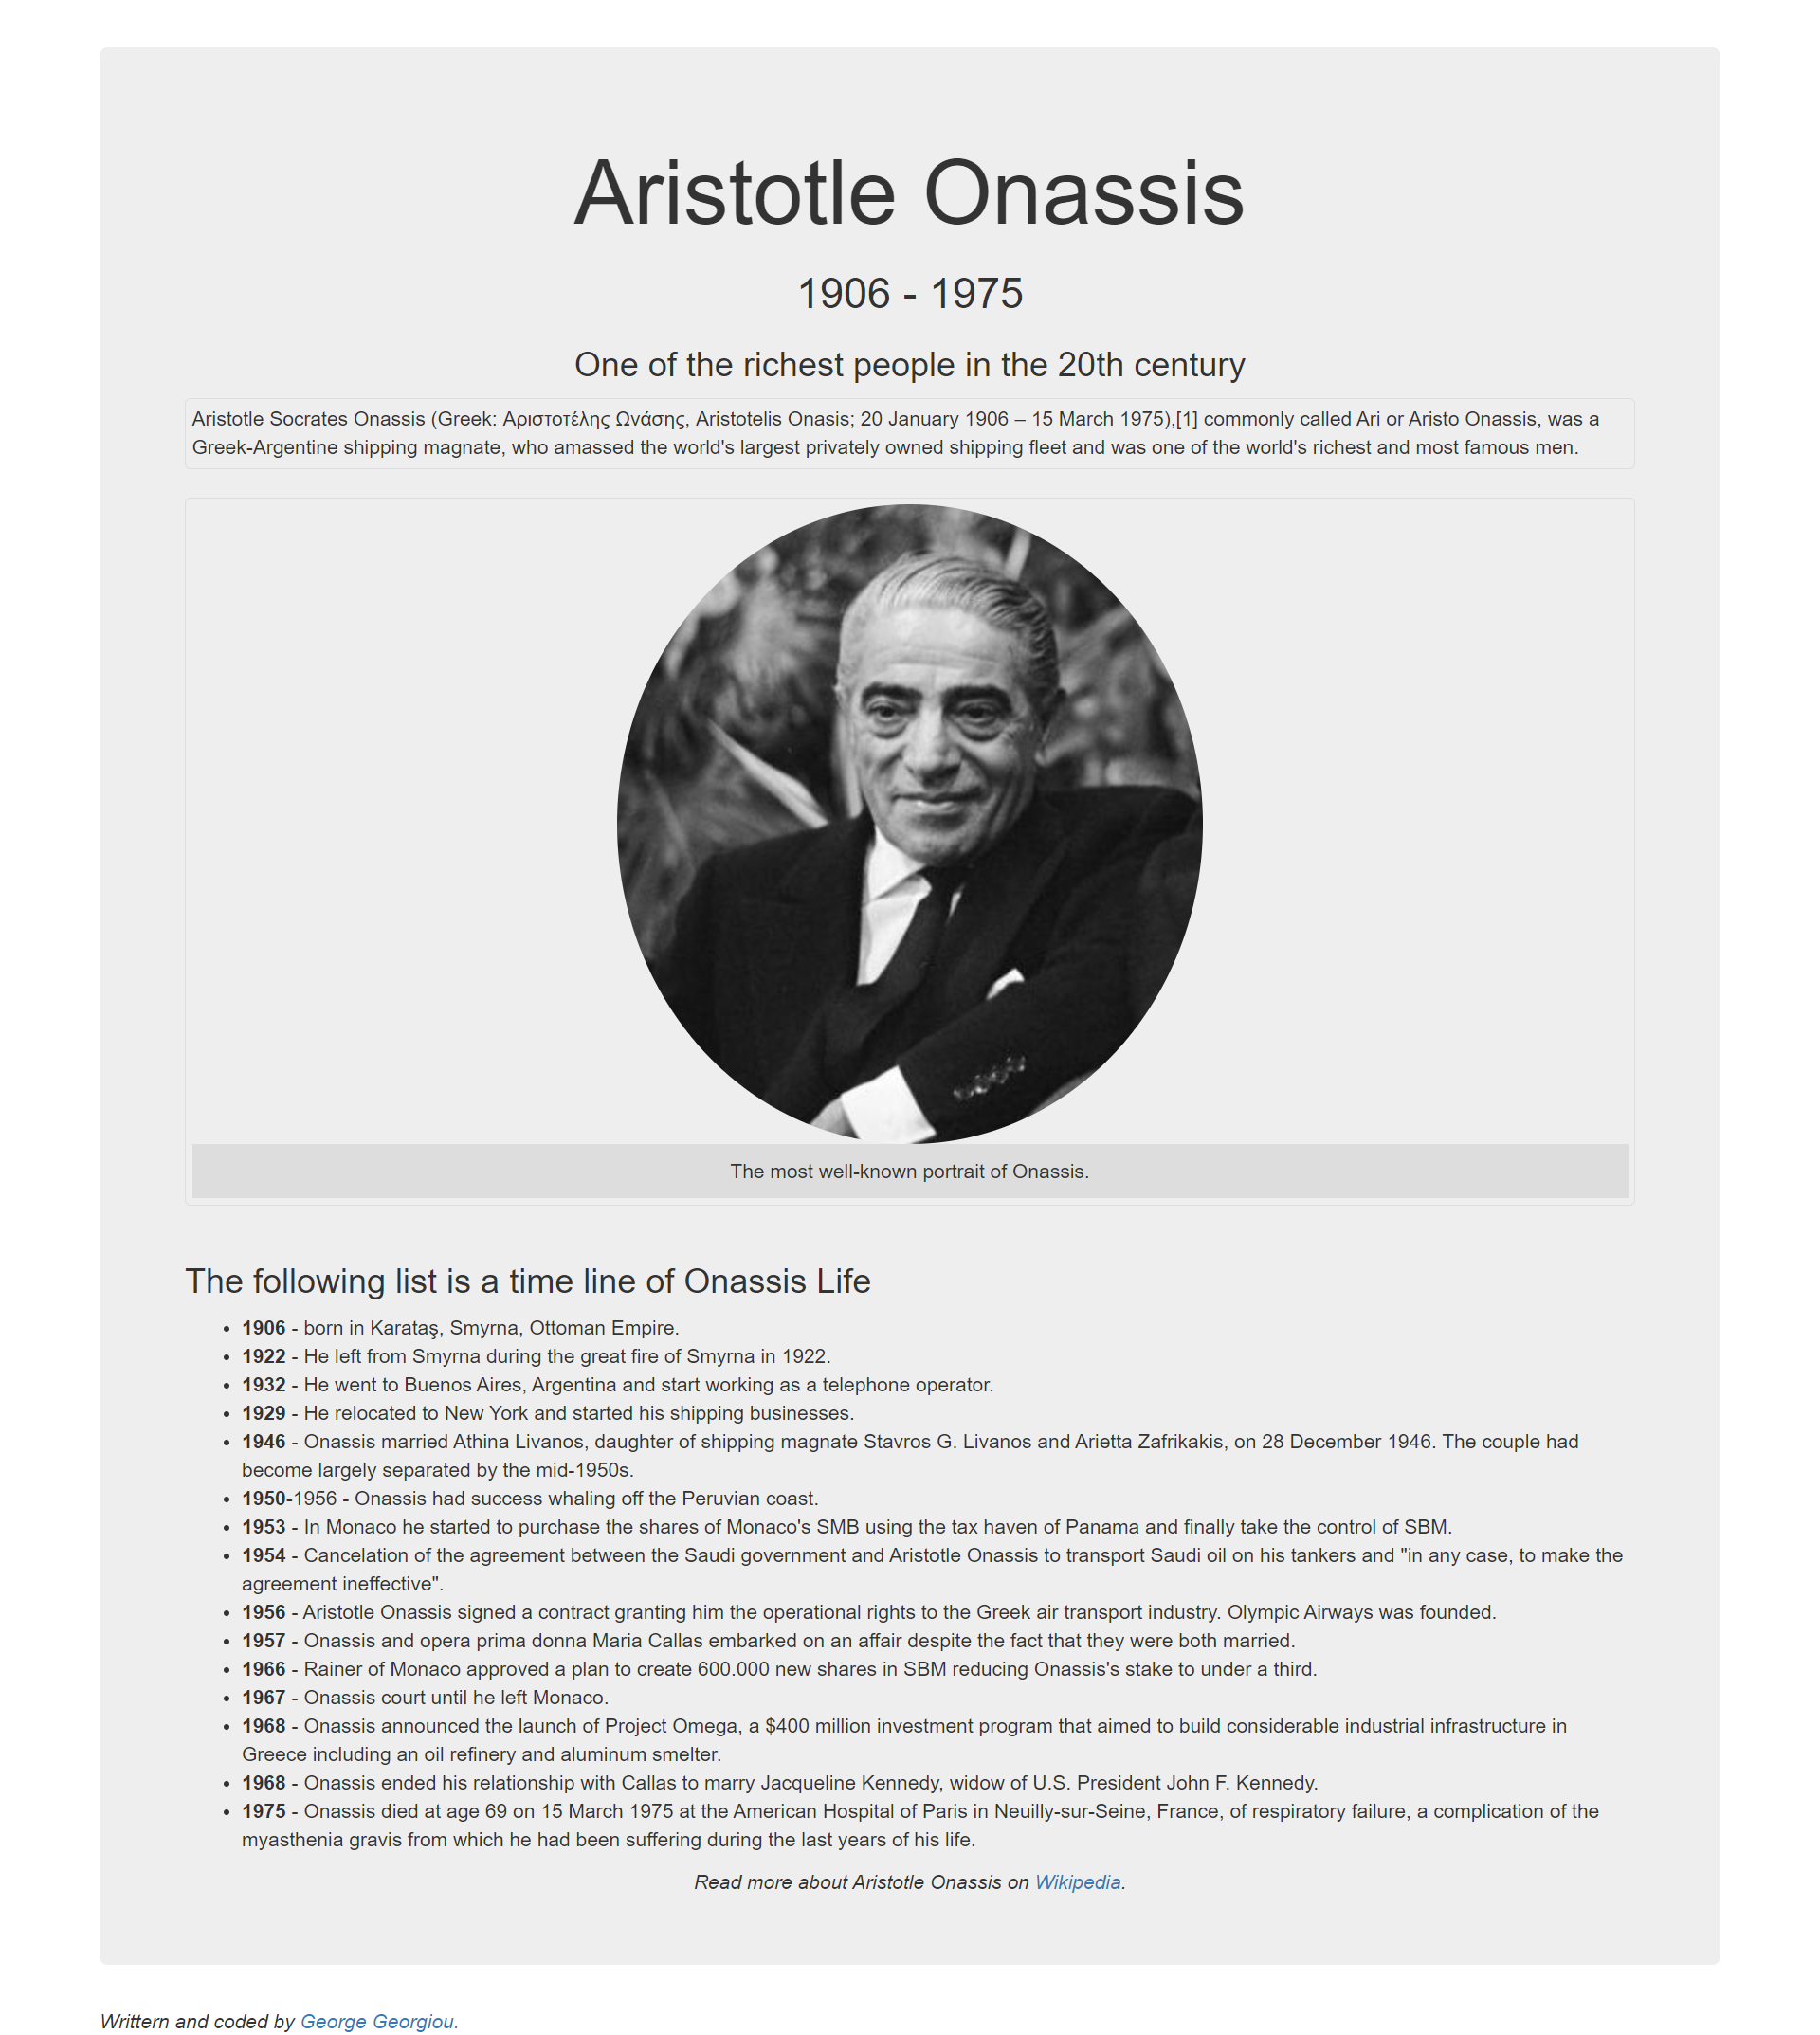 Aristotle Onassis
1906 - 1975
One of the richest people in the 20th century
Aristotle Socrates Onassis (Greek: Αριστοτέλης Ωνάσης, Aristotelis Onasis; 20 January 1906 – 15 March 1975),[1] commonly called Ari or Aristo Onassis, was a
Greek-Argentine shipping magnate, who amassed the world's largest privately owned shipping fleet and was one of the world's richest and most famous men.
The most well-known portrait of Onassis.
The following list is a time line of Onassis Life
• 1906 - born in Karataş, Smyrna, Ottoman Empire.
• 1922 - He left from Smyrna during the great fire of Smyrna in 1922.
• 1932 - He went to Buenos Aires, Argentina and start working as a telephone operator.
• 1929 - He relocated to New York and started his shipping businesses.
• 1946 - Onassis married Athina Livanos, daughter of shipping magnate Stavros G. Livanos and Arietta Zafrikakis, on 28 December 1946. The couple had
become largely separated by the mid-1950s.
• 1950-1956 - Onassis had success whaling off the Peruvian coast.
• 1953 - In Monaco he started to purchase the shares of Monaco's SMB using the tax haven of Panama and finally take the control of SBM.
• 1954 - Cancelation of the agreement between the Saudi government and Aristotle Onassis to transport Saudi oil on his tankers and "in any case, to make the
agreement ineffective".
• 1956 - Aristotle Onassis signed a contract granting him the operational rights to the Greek air transport industry. Olympic Airways was founded.
• 1957 - Onassis and opera prima donna Maria Callas embarked on an affair despite the fact that they were both married.
• 1966 - Rainer of Monaco approved a plan to create 600.000 new shares in SBM reducing Onassis's stake to under a third.
• 1967 - Onassis court until he left Monaco.
• 1968 - Onassis announced the launch of Project Omega, a $400 million investment program that aimed to build considerable industrial infrastructure in
Greece including an oil refinery and aluminum smelter.
• 1968 - Onassis ended his relationship with Callas to marry Jacqueline Kennedy, widow of U.S. President John F. Kennedy.
• 1975 - Onassis died at age 69 on 15 March 1975 at the American Hospital of Paris in Neuilly-sur-Seine, France, of respiratory failure, a complication of the
myasthenia gravis from which he had been suffering during the last years of his life.
Read more about Aristotle Onassis on Wikipedia.
Writtern and coded by George Georgiou.